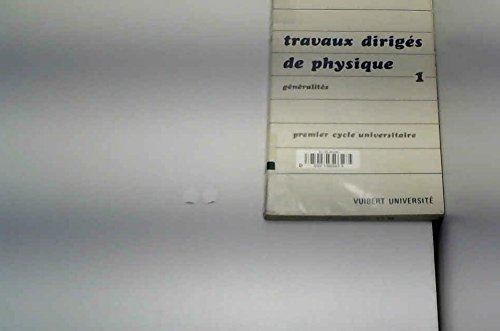 travaux dirigés
de physique 1
généralités
premier cycle universitaire
VUIBERT UNIVERSITÉ